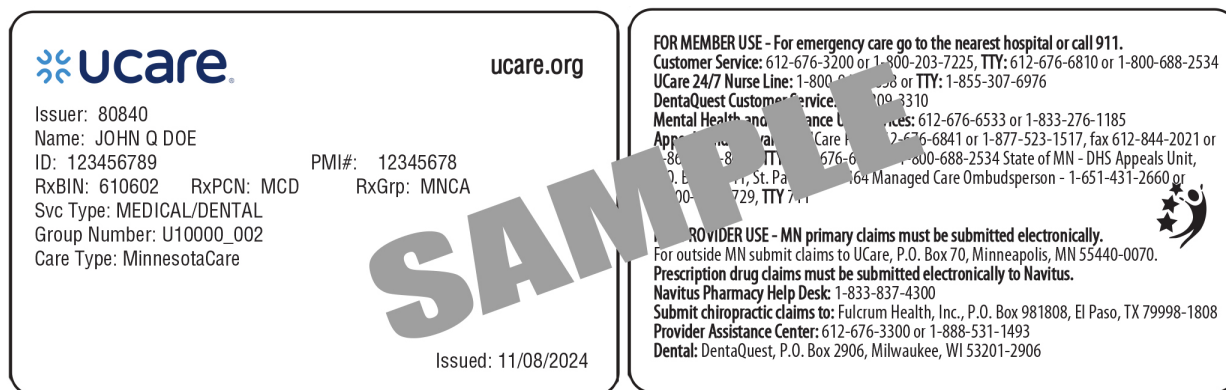 ucare®
ucare.org
Issuer: 80840
Name: JOHN Q DOE
ID: 123456789 PMI#: 12345678
RxBIN: 610602 RxPCN: MCD RxGrp: MNCA
Svc Type: MEDICAL/DENTAL
Group Number: U10000_002
Care Type: MinnesotaCare
Issued: 11/08/2024
SAMPLE
FOR MEMBER USE - For emergency care go to the nearest hospital or call 911.
Customer Service: 612-676-3200 or 1-800-203-7225, TTY: 612-676-6810 or 1-800-688-2534
UCare 24/7 Nurse Line: or TTY: 1-855-307-6976
DentaQuest Customer Service:
Mental Health and 612-676-6533 or 1-833-276-1185
or 1-877-523-1517, fax 612-844-2021 or
1-800-688-2534 State of MN - DHS Appeals Unit,
St. Managed Care Ombudsperson - 1-651-431-2660 or
TTY
PROVIDER USE - MN primary claims must be submitted electronically.
For outside MN submit claims to UCare, P.O. Box 70, Minneapolis, MN 55440-0070.
Prescription drug claims must be submitted electronically to Navitus.
Navitus Pharmacy Help Desk: 1-833-837-4300
Submit chiropractic claims to: Fulcrum Health, Inc., P.O. Box 981808, El Paso, TX 79998-1808
Provider Assistance Center: 612-676-3300 or 1-888-531-1493
Dental: DentaQuest, P.O. Box 2906, Milwaukee, WI 53201-2906